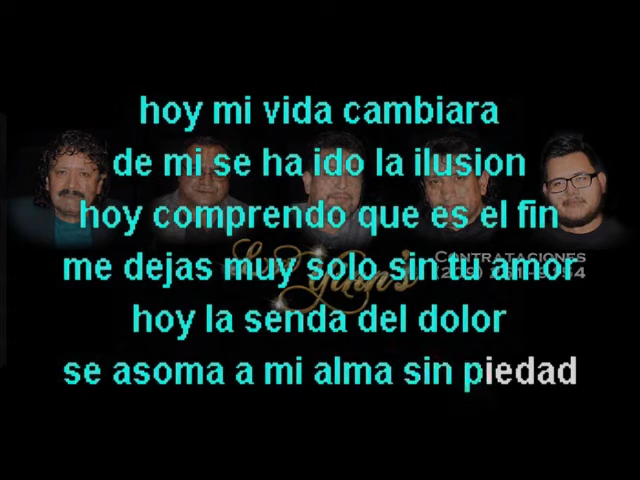 hoy mi vida cambiara
de mi se ha ido la ilusion
hoy comprendo que es el fin
CONTRATACIONES
me dejas muy solo sin tu amor
hoy la senda del dolor
se asoma a mi alma sin piedad